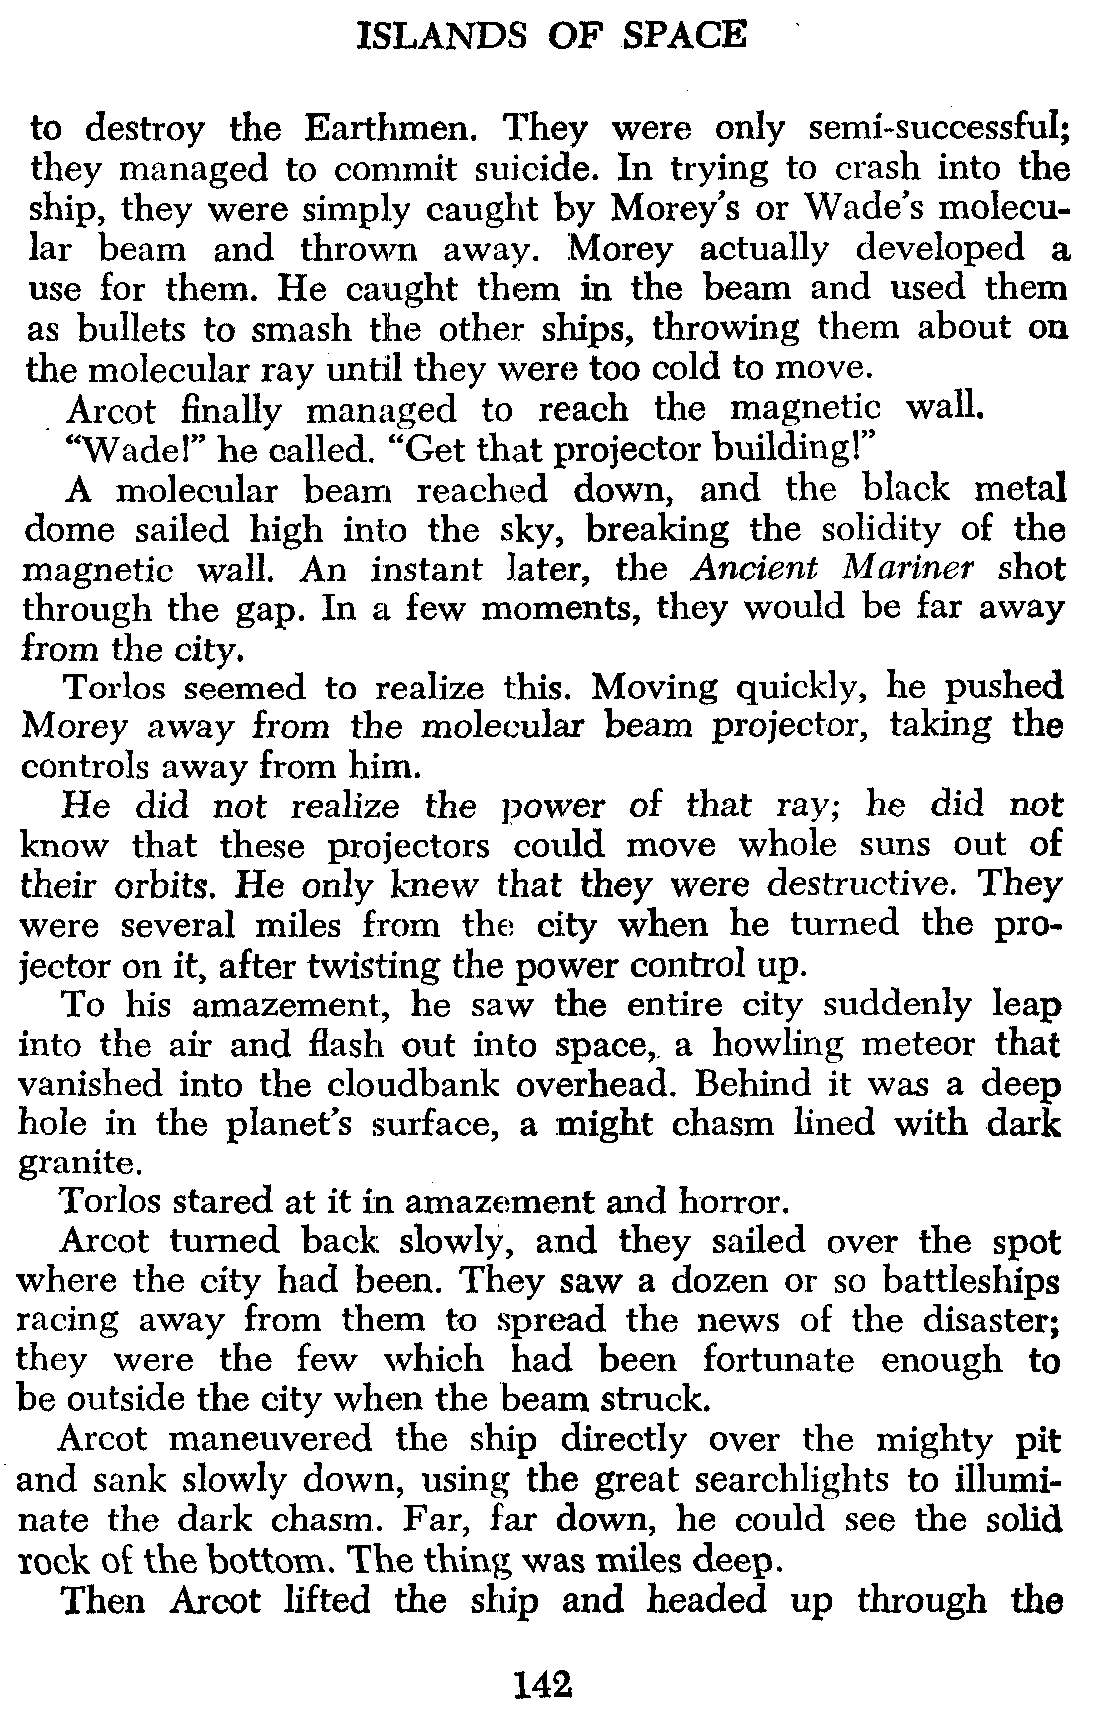 ISLANDS OF SPACE
to destroy the Earthmen. They were only semi-successful;
they managed to commit suicide. In trying to crash into the
ship, they were simply caught by Morey's or Wade's molecu-
lar beam and thrown away. Morey actually developed a
use for them. He caught them in the beam and used them
as bullets to smash the other ships, throwing them about on
the molecular ray until they were too cold to move.
Arcot finally managed to reach the magnetic wall.
"Wade!" he called. "Get that projector building!"
A molecular beam reached down, and the black metal
dome sailed high into the sky, breaking the solidity of the
magnetic wall. An instant later, the Ancient Mariner shot
through the gap. In a few moments, they would be far away
from the city.
Torlos seemed to realize this. Moving quickly, he pushed
Morey away from the molecular beam projector, taking the
controls away from him.
He did not realize the power of that ray; he did not
know that these projectors could move whole suns out of
their orbits. He only knew that they were destructive. They
were several miles from the city when he turned the pro-
jector on it, after twisting the power control up.
To his amazement, he saw the entire city suddenly leap
into the air and flash out into space, a howling meteor that
vanished into the cloudbank overhead. Behind it was a deep
hole in the planet's surface, a might chasm lined with dark
granite.
Torlos stared at it in amazement and horror.
Arcot turned back slowly, and they sailed over the spot
where the city had been. They saw a dozen or so battleships
racing away from them to spread the news of the disaster;
they were the few which had been fortunate enough to
be outside the city when the beam struck.
Arcot maneuvered the ship directly over the mighty pit
and sank slowly down, using the great searchlights to illumi-
nate the dark chasm. Far, far down, he could see the solid
rock of the bottom. The thing was miles deep.
Then Arcot lifted the ship and headed up through the
142